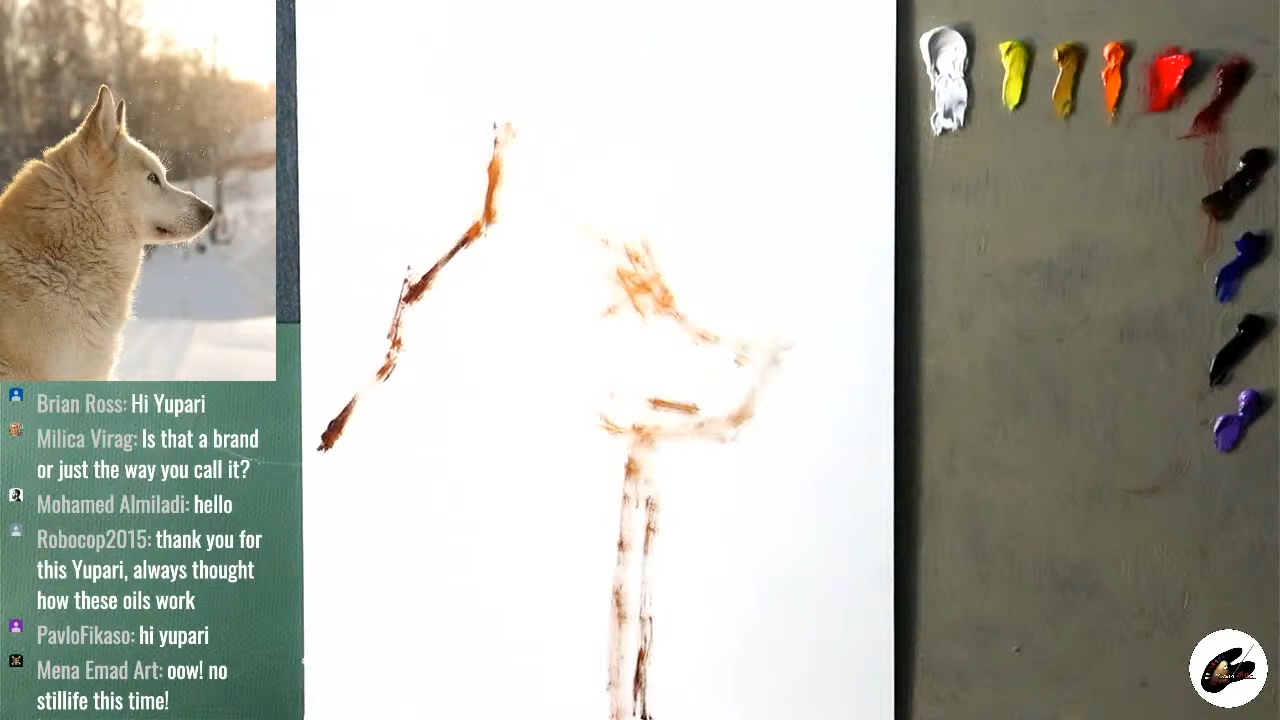 Brian Ross: Hi Yupari
Milica Virag: Is that a brand
or just the way you call it?
Mohamed Almiladi: hello
Robocop2015: thank you for
this Yupari, always thought
how these oils work
PavloFikaso: hi yupari
Mena Emad Art: oow! no
stillife this time!